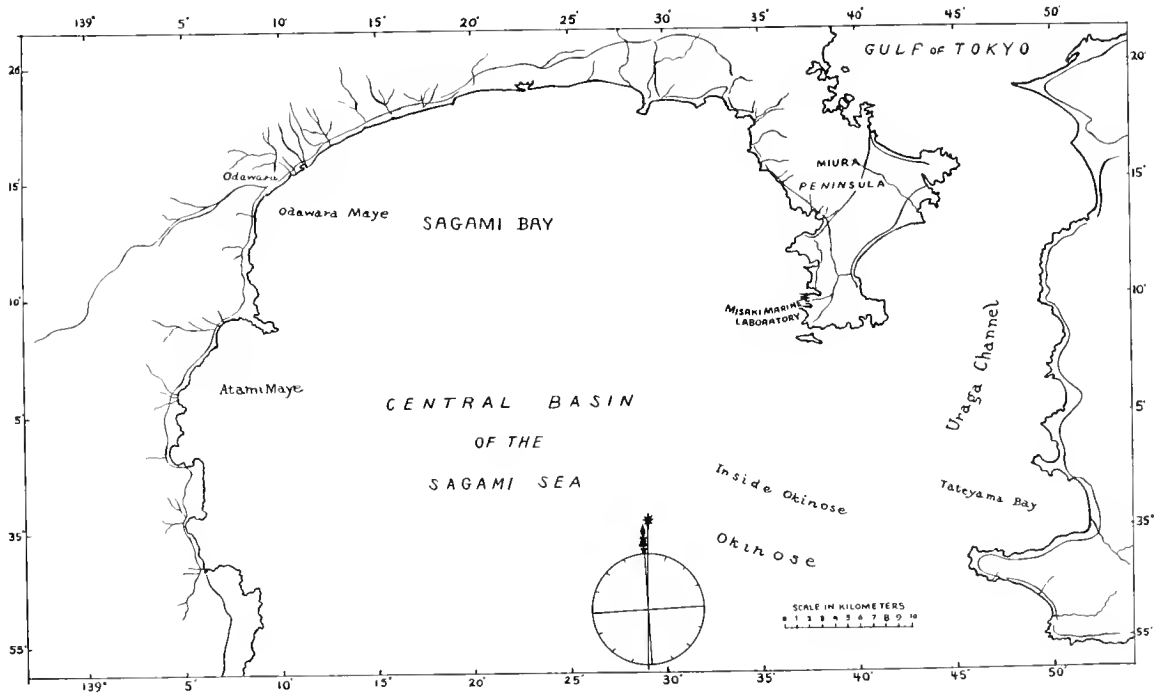 139° 5' 10' 15' 20' 25' 30' 35' 40' 45' 50'
GULF OF TOKYO
20' 20'
Odawara
MIURA
PENINSULA
15' 15'
Odawara Maye
SAGAMI BAY
10' 10'
MISAKI MARINE
LABORATORY
Uraga Channel
Atami Maye
CENTRAL BASIN
OF THE
SAGAMI SEA
5' 5'
Inside Okinose
Tateyama Bay
35° 35°
Okinose
SCALE IN KILOMETERS
0 1 2 3 4 5 6 7 8 9 10
55' 55'
139° 5' 10' 15' 20' 25' 30' 35' 40' 45' 50'